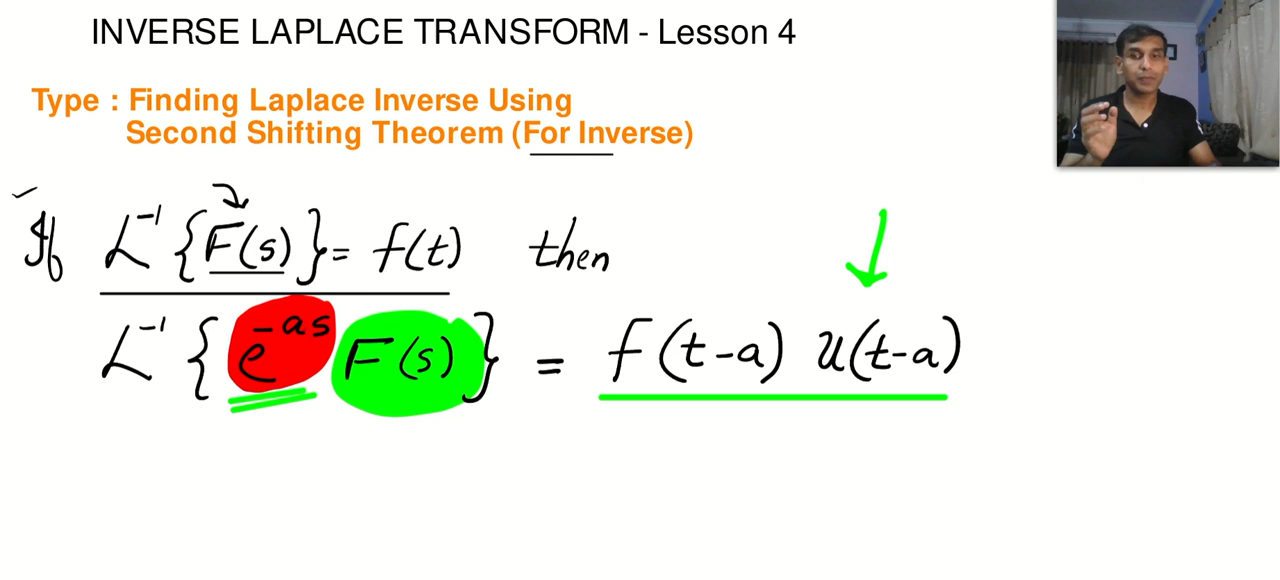 INVERSE LAPLACE TRANSFORM - Lesson 4
Type : Finding Laplace Inverse Using
Second Shifting Theorem (For Inverse)
If L⁻¹{F(s)} = f(t) then
L⁻¹{e⁻ᵃˢ F(s)} = f(t-a) u(t-a)